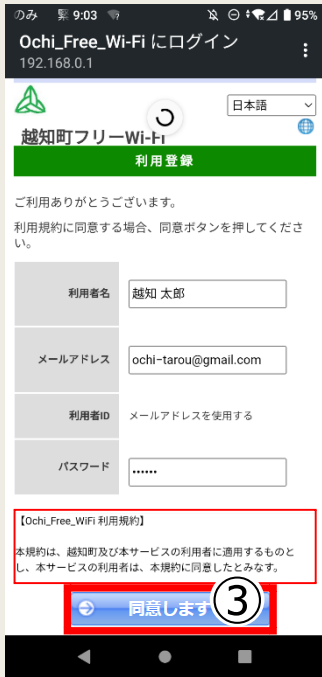 のみ 緊 9:03 95%
Ochi_Free_Wi-Fi にログイン
192.168.0.1
日本語
越知町フリーWi-Fi
利用登録
ご利用ありがとうございます。
利用規約に同意する場合、同意ボタンを押してくださ
い。
利用者名 越知 太郎
メールアドレス ochi-tarou@gmail.com
利用者ID メールアドレスを使用する
パスワード ••••••
【Ochi_Free_WiFi 利用規約】
本規約は、越知町及び本サービスの利用者に適用するものと
し、本サービスの利用者は、本規約に同意したとみなす。
同意します ③